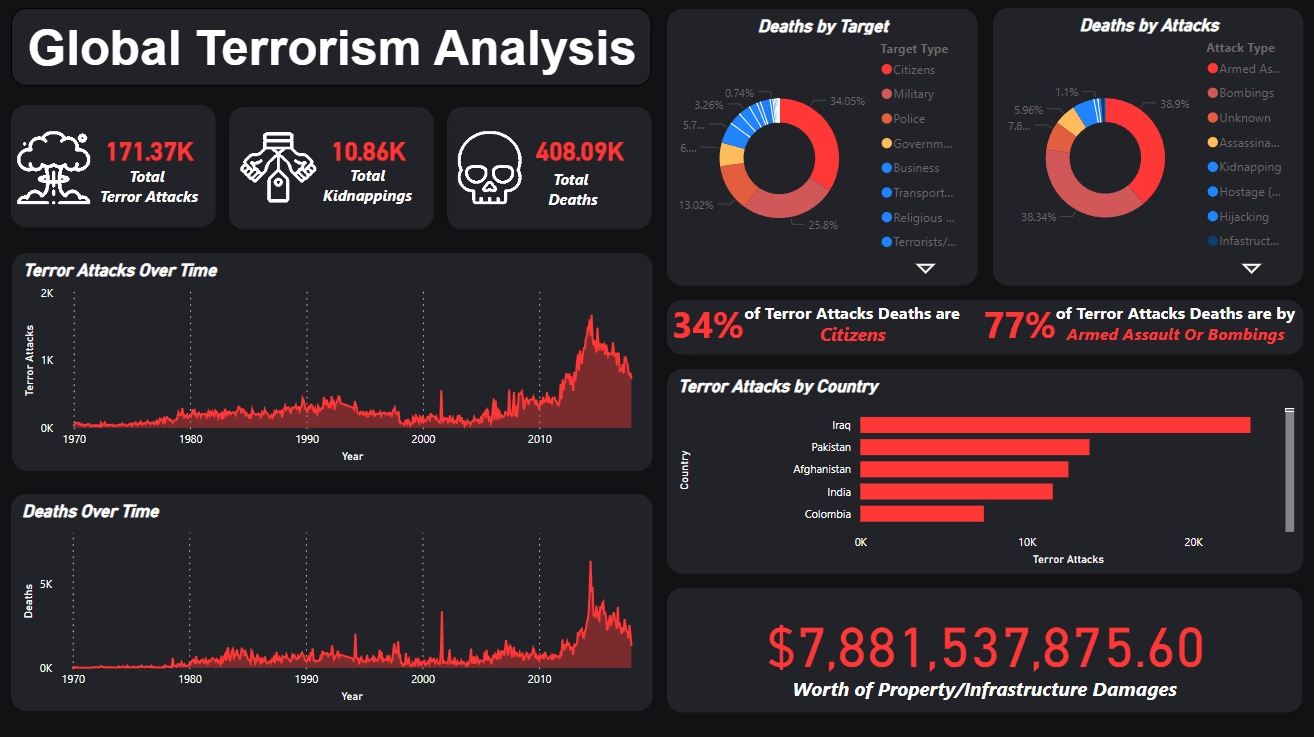 Global Terrorism Analysis
171.37K
Total
Terror Attacks
10.86K
Total
Kidnappings
408.09K
Total
Deaths
Terror Attacks Over Time
Terror Attacks
2K
1K
0K
1970
1980
1990
2000
2010
Year
Deaths Over Time
Deaths
5K
0K
1970
1980
1990
2000
2010
Year
Deaths by Target
34.05%
25.8%
13.02%
6....
5.7...
3.26%
0.74%
Target Type
Citizens
Military
Police
Governm...
Business
Transport...
Religious ...
Terrorists/...
Deaths by Attacks
38.9%
38.34%
7.8...
5.96%
1.1%
Attack Type
Armed As...
Bombings
Unknown
Assassina...
Kidnapping
Hostage (...
Hijacking
Infastruct...
34% of Terror Attacks Deaths are
Citizens
77% of Terror Attacks Deaths are by
Armed Assault Or Bombings
Terror Attacks by Country
Country
Iraq
Pakistan
Afghanistan
India
Colombia
0K
10K
20K
Terror Attacks
$7,881,537,875.60
Worth of Property/Infrastructure Damages